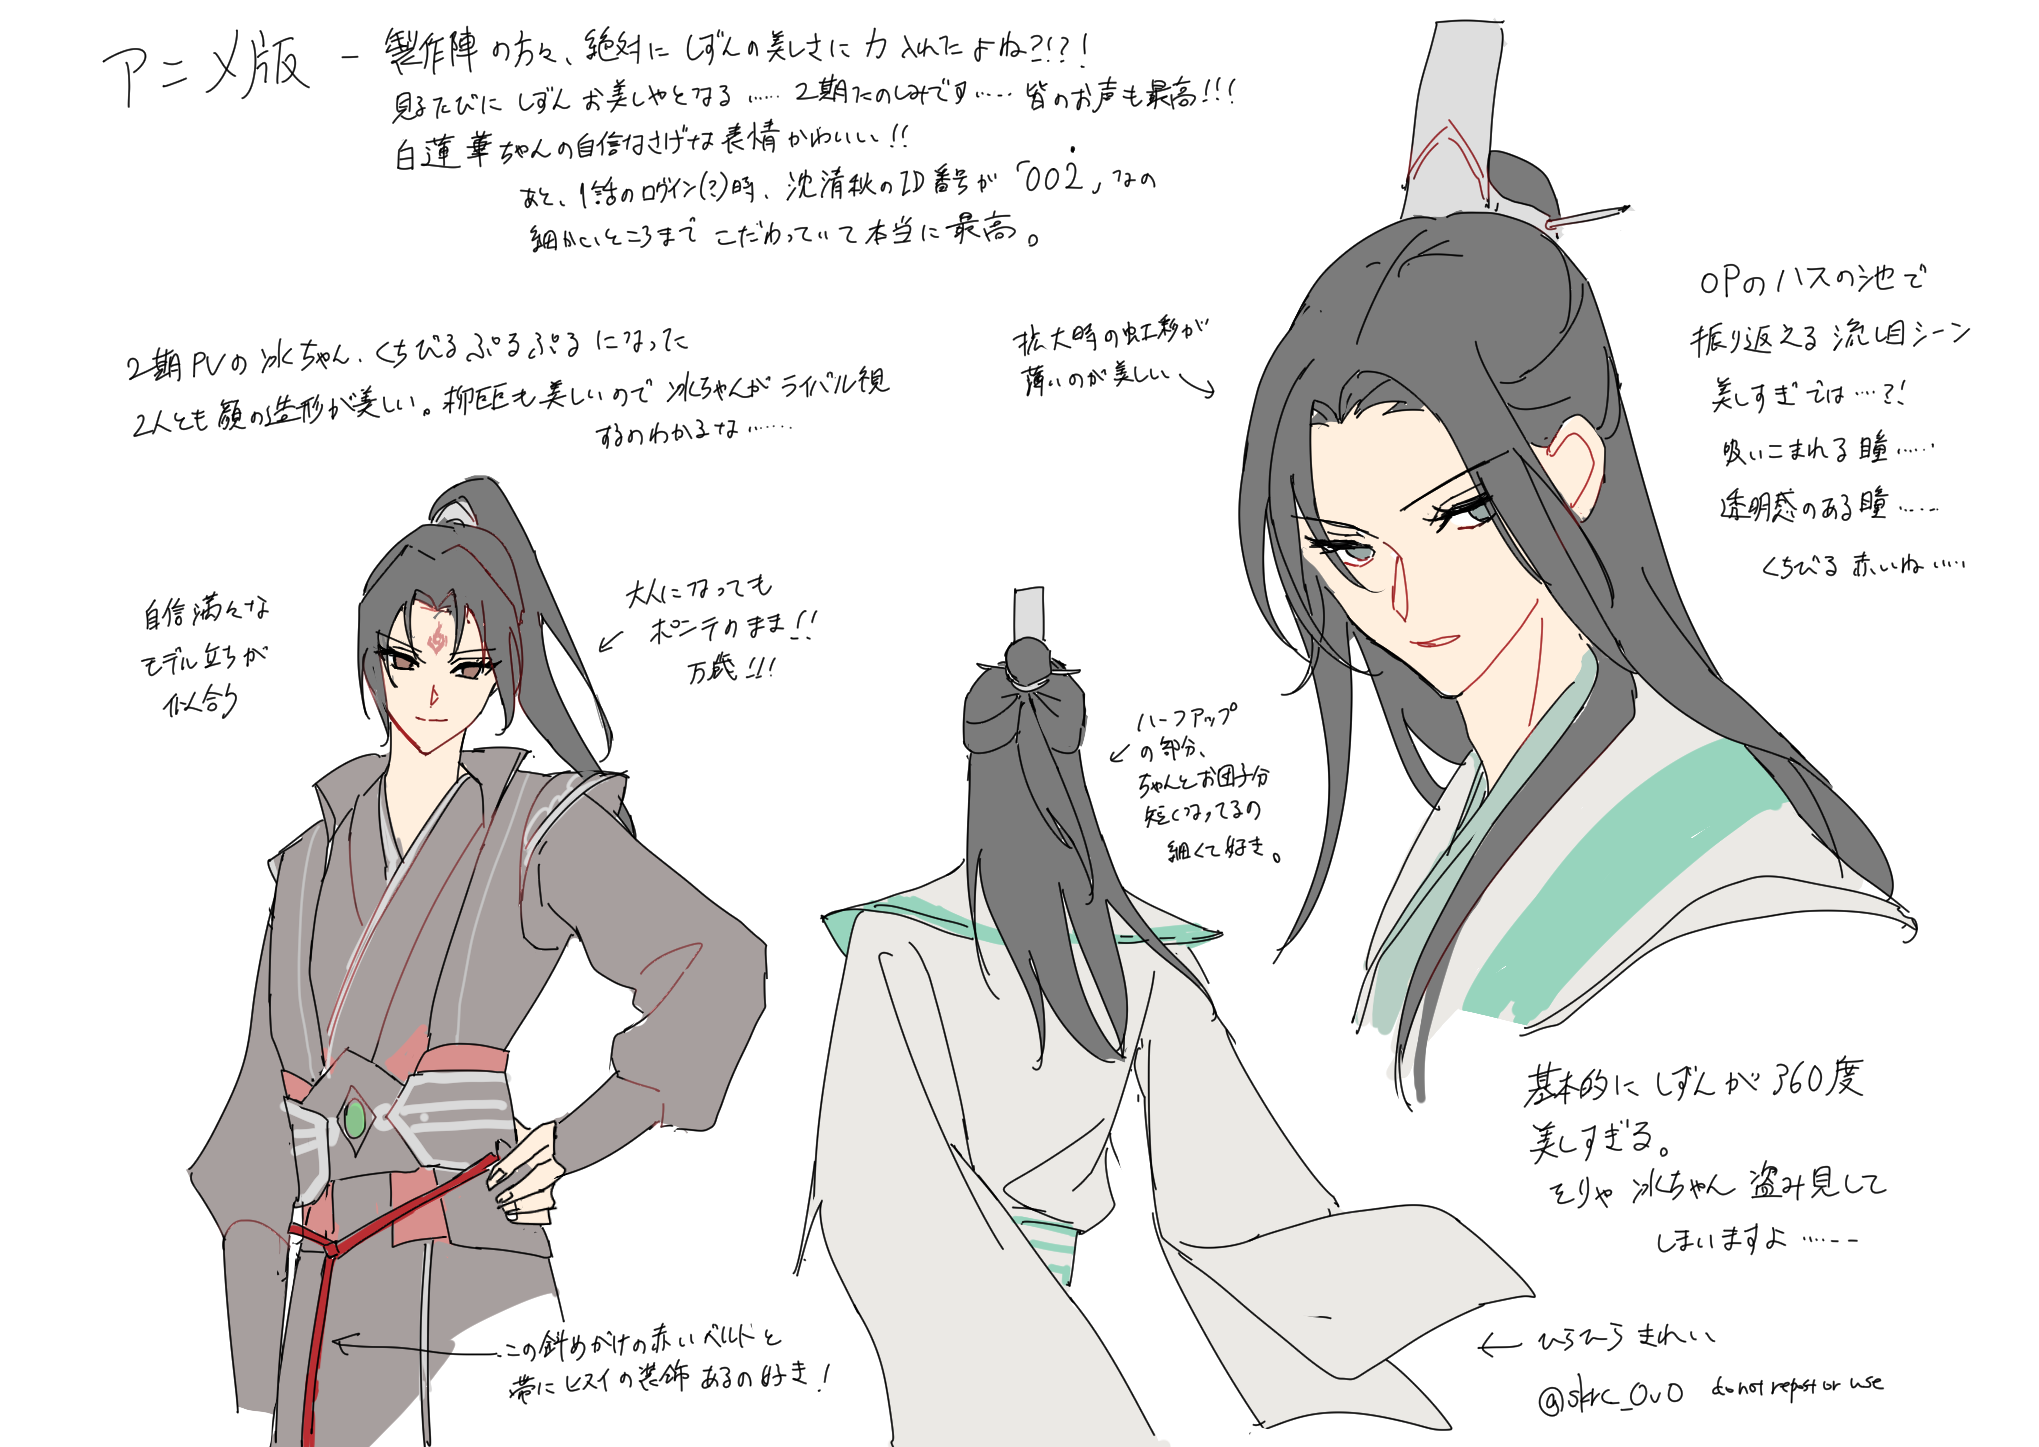 アニメ版 - 製作陣の方々、絶対に しずんの美しさに力入れたよね?!?!
見るたびに しずんお美しやとなる…… 2期たのしみです…… 皆のお声も最高!!!
白蓮華ちゃんの自信なさげな表情かわいい!!
あと、1話のログイン(?)時、沈清秋のID番号が「002」なの
細かいところまで こだわっていて本当に最高。
2期PVの冰ちゃん、くちびる ぷるぷる になった
2人とも顔の造形が美しい。柳巨巨も美しいので 冰ちゃんがライバル視
するのわかるな……
拡大時の虹彩が
薄いのが美しい
OPのハスの池で
振り返える 流し目シーン
美しすぎでは…?!
吸いこまれる瞳……
透明感のある瞳……
くちびる 赤いね……
自信満々な
モデル立ちが
似合う
大人になっても
ポニテのまま!!
万歳!!!
ハーフアップ
の部分、
ちゃんとお団子分
短くなってるの
細くて好き。
基本的に しずんが 360度
美しすぎる。
そりゃ 冰ちゃん 盗み見して
しまいますよ……
この斜めがけの赤いベルトと
帯に ヒスイの装飾 あるの好き!
ひらひら きれい
@skrc_0v0 do not repost or use